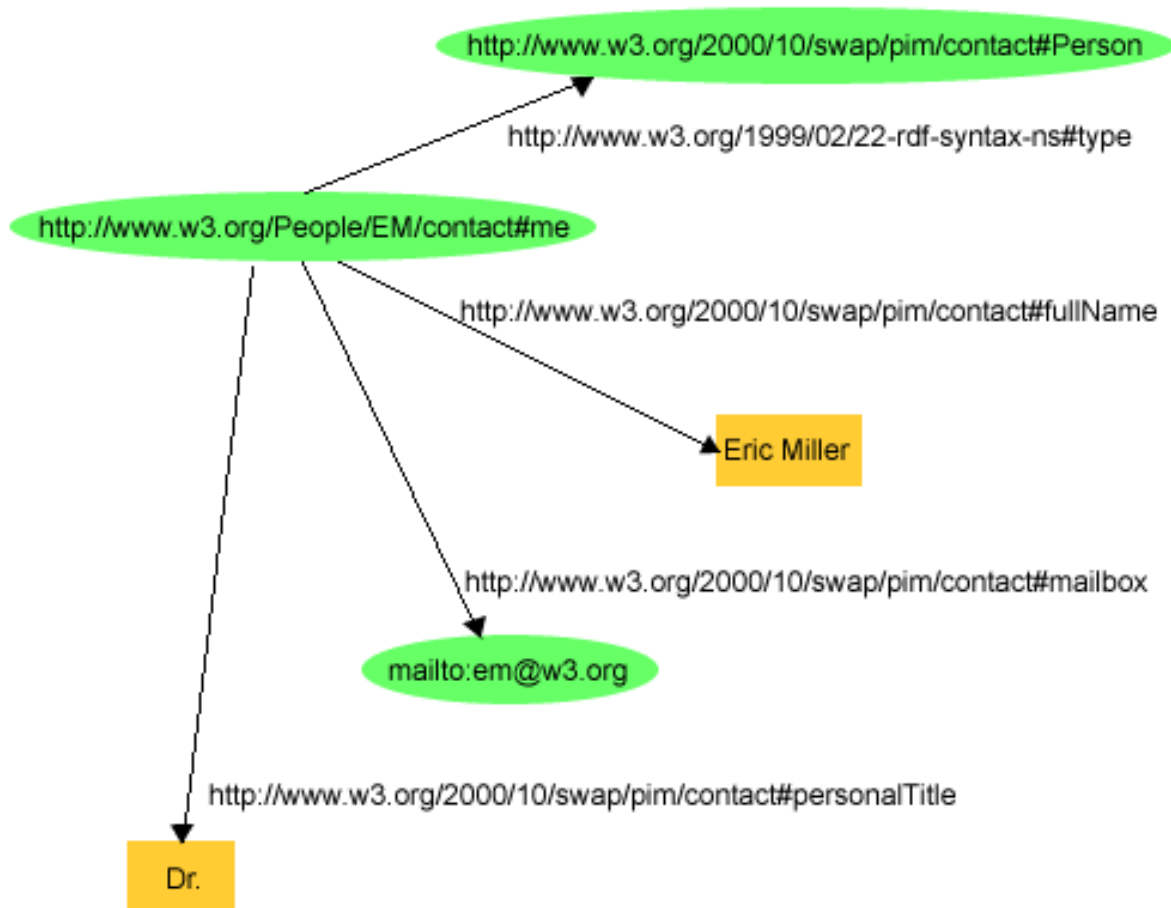 http://www.w3.org/2000/10/swap/pim/contact#Person
http://www.w3.org/1999/02/22-rdf-syntax-ns#type
http://www.w3.org/People/EM/contact#me
http://www.w3.org/2000/10/swap/pim/contact#fullName
Eric Miller
http://www.w3.org/2000/10/swap/pim/contact#mailbox
mailto:em@w3.org
http://www.w3.org/2000/10/swap/pim/contact#personalTitle
Dr.